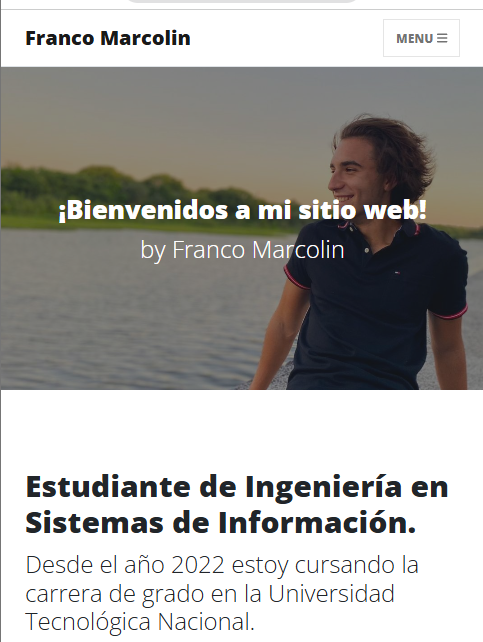 Franco Marcolin
MENU
¡Bienvenidos a mi sitio web!
by Franco Marcolin
Estudiante de Ingeniería en
Sistemas de Información.
Desde el año 2022 estoy cursando la
carrera de grado en la Universidad
Tecnológica Nacional.